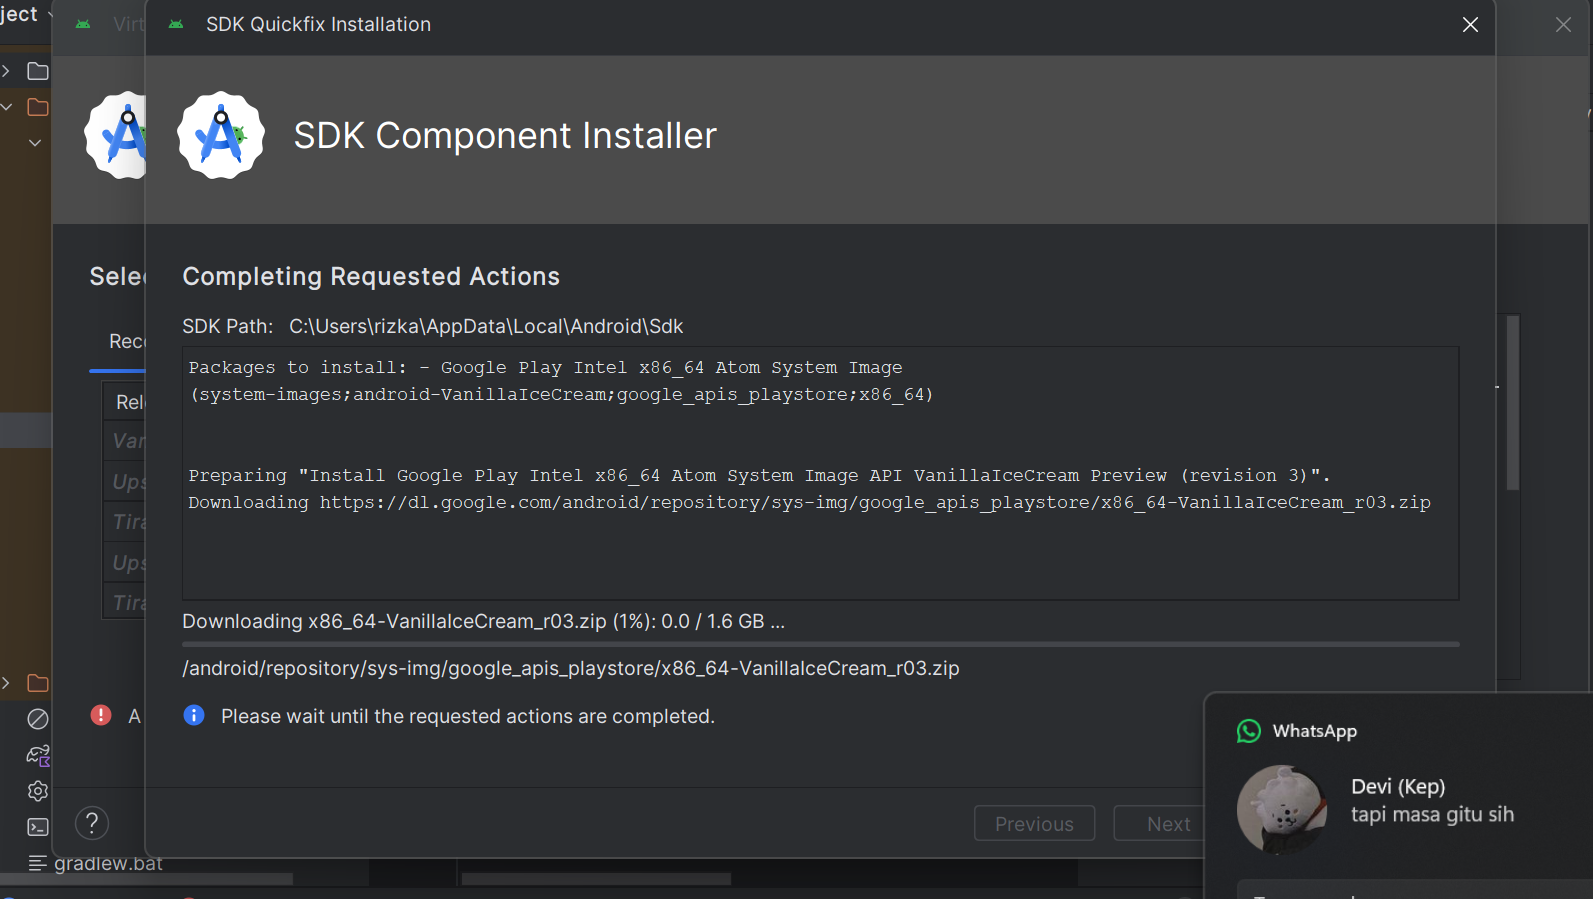 ject
Virt
SDK Quickfix Installation
SDK Component Installer
Selec
Completing Requested Actions
SDK Path: C:\Users\rizka\AppData\Local\Android\Sdk
Reco
Packages to install: - Google Play Intel x86_64 Atom System Image
(system-images;android-VanillaIceCream;google_apis_playstore;x86_64)
Rel
Van
Preparing "Install Google Play Intel x86_64 Atom System Image API VanillaIceCream Preview (revision 3)".
Ups
Downloading https://dl.google.com/android/repository/sys-img/google_apis_playstore/x86_64-VanillaIceCream_r03.zip
Tira
Ups
Tira
Downloading x86_64-VanillaIceCream_r03.zip (1%): 0.0 / 1.6 GB ...
/android/repository/sys-img/google_apis_playstore/x86_64-VanillaIceCream_r03.zip
A
Please wait until the requested actions are completed.
WhatsApp
Devi (Kep)
tapi masa gitu sih
?
Previous
Next
gradlew.bat